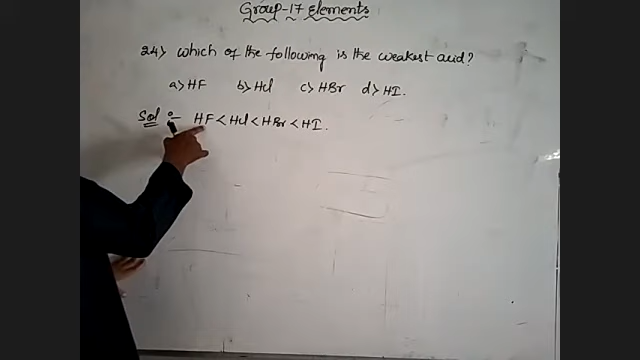 Group-17 Elements
24> which of the following is the weakest acid?
a> HF b> Hcl c> HBr d> HI.
Sol :- HF < Hcl < HBr < HI.